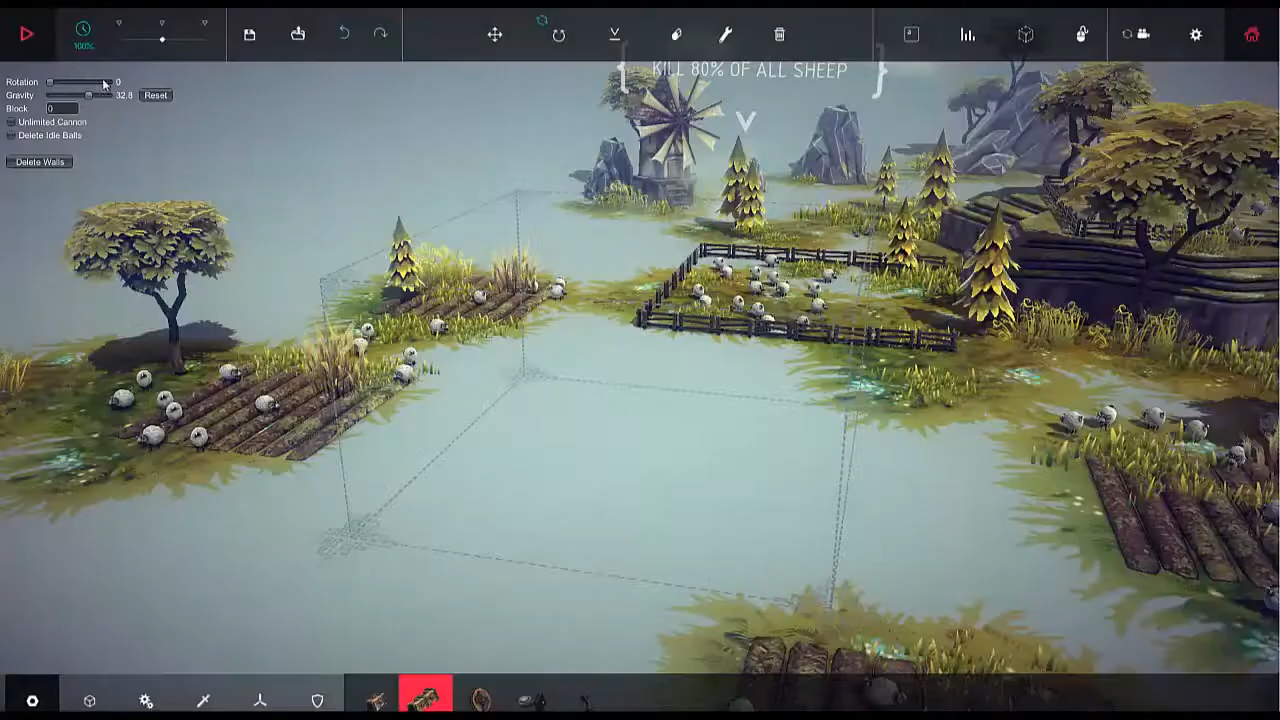 100%
KILL 80% OF ALL SHEEP
Rotation 0
Gravity 32.8 Reset
Block 0
Unlimited Cannon
Delete Idle Balls
Delete Walls